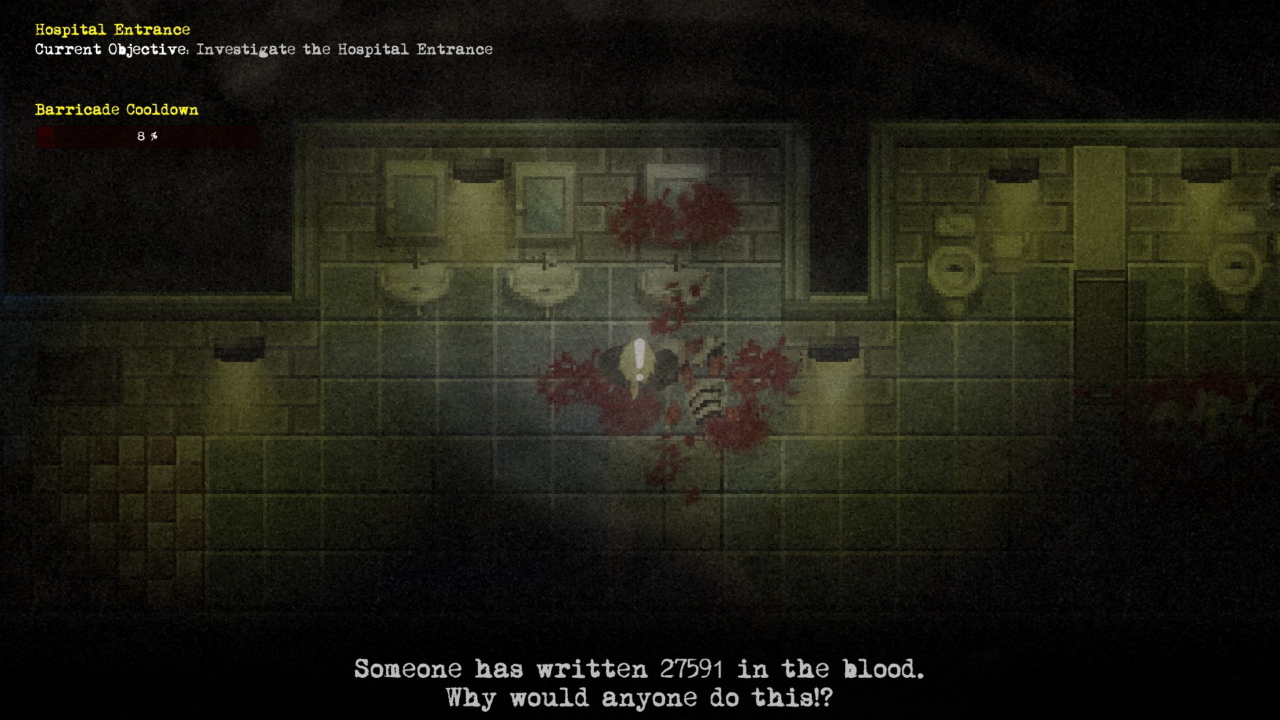 Hospital Entrance
Current Objective: Investigate the Hospital Entrance
Barricade Cooldown
8 %
Someone has written 27591 in the blood.
Why would anyone do this!?